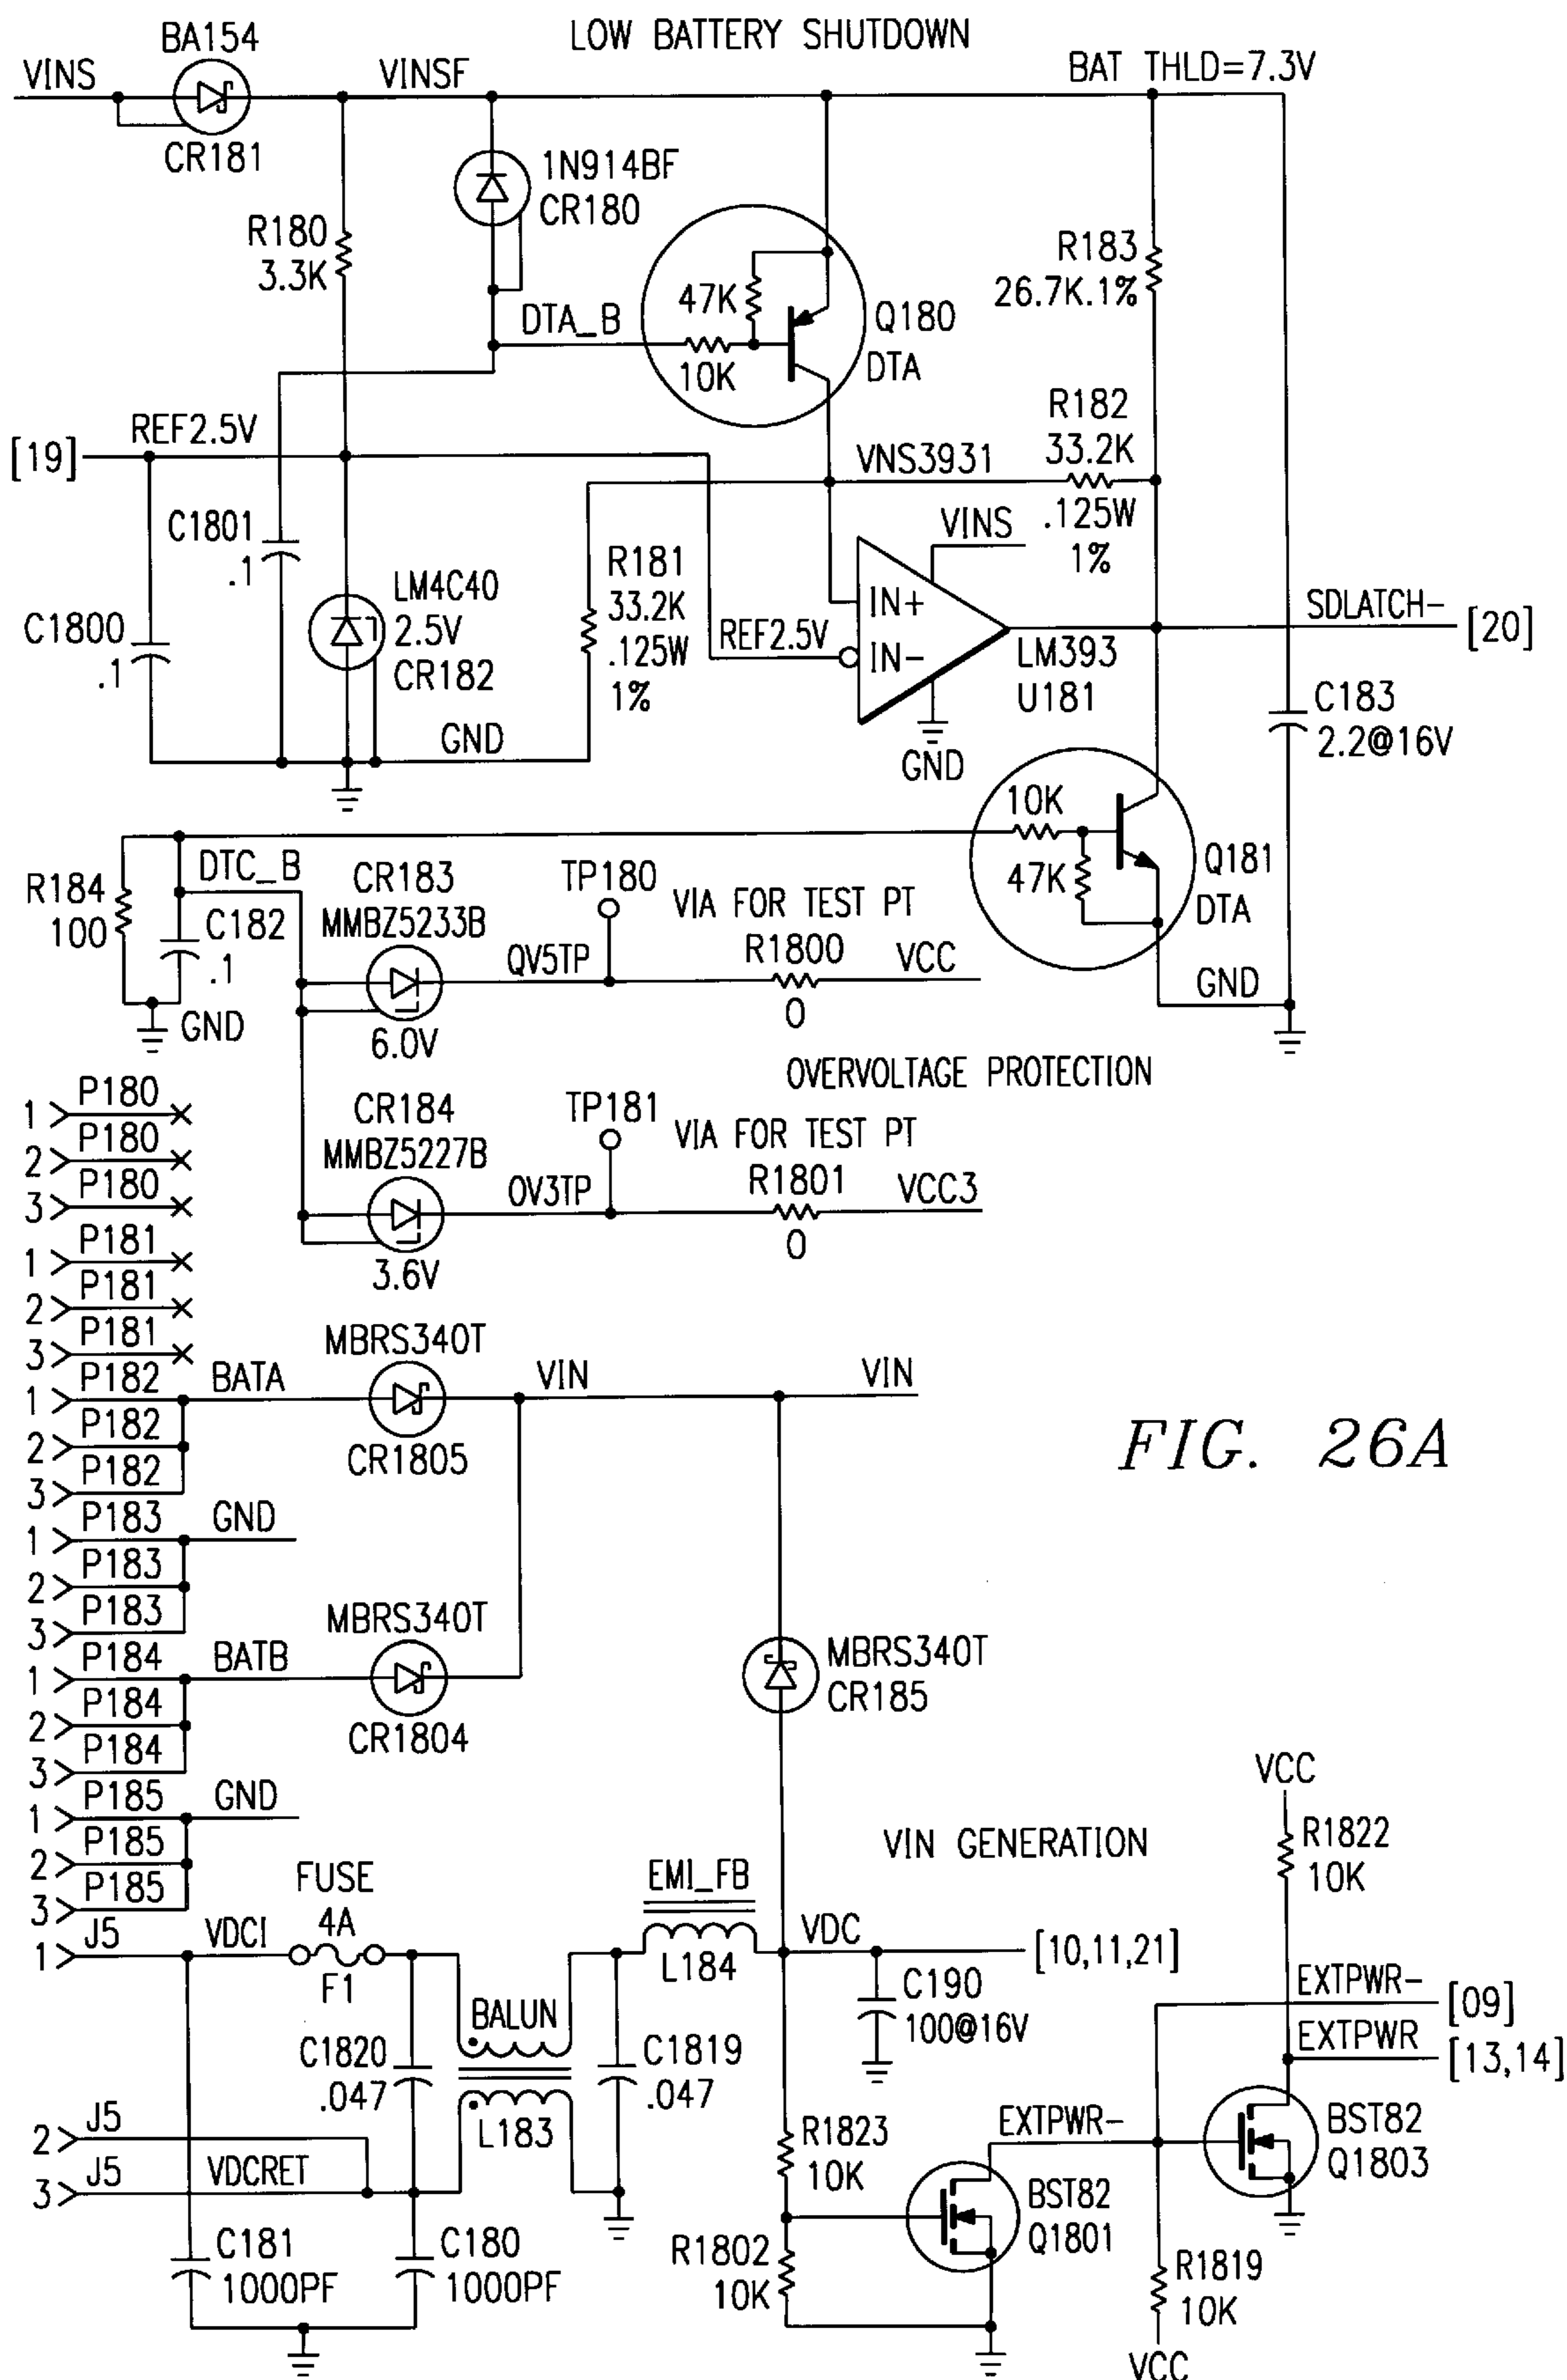 LOW BATTERY SHUTDOWN
BA154
VINS
VINSF
BAT THLD=7.3V
CR181
1N914BF
CR180
R180
3.3K
R183
26.7K.1%
47K
Q180
DTA_B
10K
DTA
R182
33.2K
.125W
1%
REF2.5V
[19]
VNS3931
C1801
.1
VINS
R181
33.2K
.125W
1%
LM4C40
2.5V
CR182
IN+
REF2.5V
IN-
SDLATCH-
[20]
C1800
.1
LM393
U181
C183
2.2@16V
GND
GND
10K
47K
Q181
DTA
DTC_B
R184
100
C182
.1
GND
CR183
MMBZ5233B
6.0V
TP180
VIA FOR TEST PT
QV5TP
R1800
0
VCC
GND
OVERVOLTAGE PROTECTION
CR184
MMBZ5227B
3.6V
TP181
VIA FOR TEST PT
OV3TP
R1801
0
VCC3
1 P180
2 P180
3 P180
1 P181
2 P181
3 P181
1 P182
2 P182
3 P182
BATA
MBRS340T
CR1805
VIN
VIN
FIG. 26A
1 P183
2 P183
3 P183
GND
1 P184
2 P184
3 P184
BATB
MBRS340T
CR1804
MBRS340T
CR185
1 P185
2 P185
3 P185
GND
VIN GENERATION
VCC
R1822
10K
1 J5
VDCI
FUSE
4A
F1
EMI_FB
L184
VDC
[10,11,21]
C190
100@16V
BALUN
L183
C1820
.047
C1819
.047
EXTPWR-
[09]
EXTPWR
[13,14]
2 J5
3 J5
VDCRET
R1823
10K
EXTPWR-
BST82
Q1803
BST82
Q1801
C181
1000PF
C180
1000PF
R1802
10K
R1819
10K
VCC